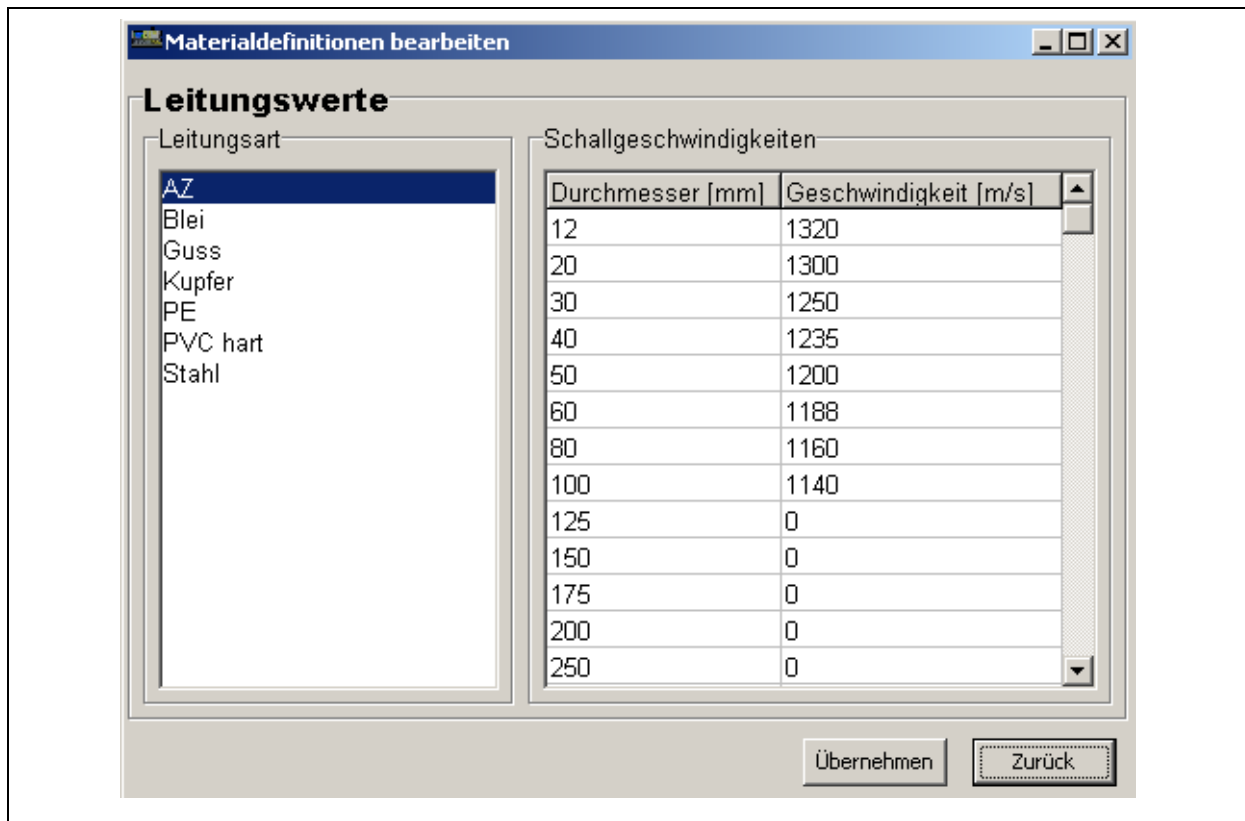 Materialdefinitionen bearbeiten
Leitungswerte
Leitungsart
AZ
Blei
Guss
Kupfer
PE
PVC hart
Stahl
Schallgeschwindigkeiten
Durchmesser [mm] Geschwindigkeit [m/s]
12 1320
20 1300
30 1250
40 1235
50 1200
60 1188
80 1160
100 1140
125 0
150 0
175 0
200 0
250 0
Übernehmen Zurück